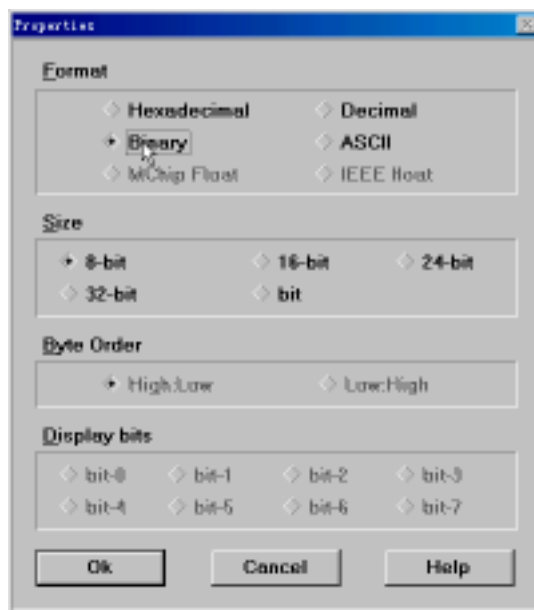 Properties
Format
Hexadecimal Decimal
Binary ASCII
MChip Float IEEE float
Size
8-bit 16-bit 24-bit
32-bit bit
Byte Order
High:Low Low:High
Display bits
bit-0 bit-1 bit-2 bit-3
bit-4 bit-5 bit-6 bit-7
Ok Cancel Help